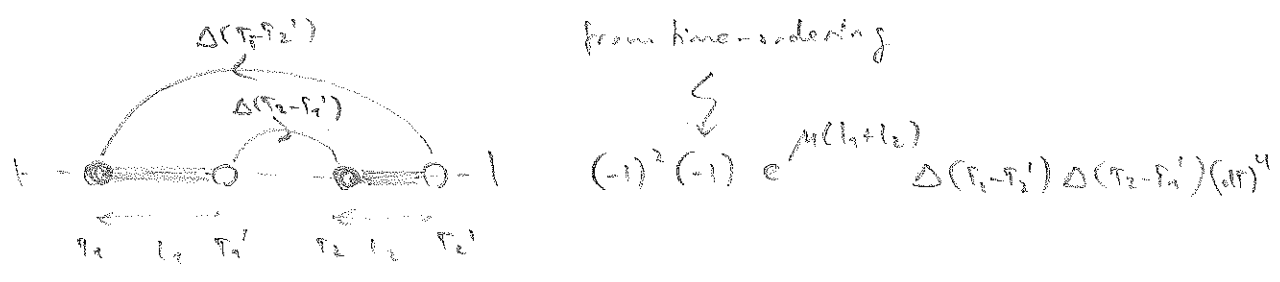 Δ(τ₁-τ₂')
from time-ordering
Δ(τ₂-τ₁')
(-1)² (-1) e^{μ(l₁+l₂)} Δ(τ₁-τ₂') Δ(τ₂-τ₁') (dτ)⁴
τ₁ l₁ τ₁' τ₂ l₂ τ₂'